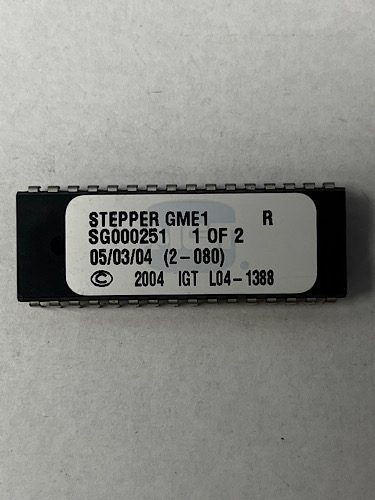 STEPPER GME1 R
SG000251 1 OF 2
05/03/04 (2-080)
© 2004 IGT L04-1388